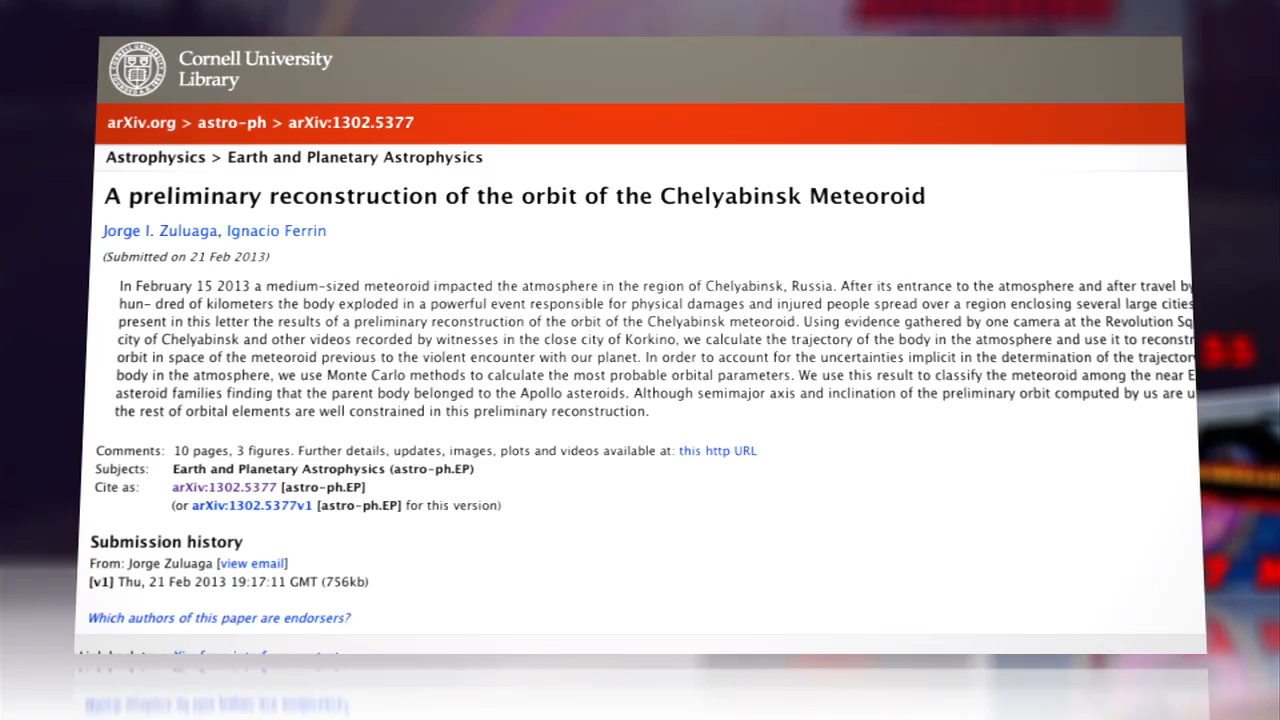 Cornell University
Library
arXiv.org > astro-ph > arXiv:1302.5377
Astrophysics > Earth and Planetary Astrophysics
A preliminary reconstruction of the orbit of the Chelyabinsk Meteoroid
Jorge I. Zuluaga, Ignacio Ferrin
(Submitted on 21 Feb 2013)
In February 15 2013 a medium-sized meteoroid impacted the atmosphere in the region of Chelyabinsk, Russia. After its entrance to the atmosphere and after travel by
hun- dred of kilometers the body exploded in a powerful event responsible for physical damages and injured people spread over a region enclosing several large cities
present in this letter the results of a preliminary reconstruction of the orbit of the Chelyabinsk meteoroid. Using evidence gathered by one camera at the Revolution Sq
city of Chelyabinsk and other videos recorded by witnesses in the close city of Korkino, we calculate the trajectory of the body in the atmosphere and use it to reconstr
orbit in space of the meteoroid previous to the violent encounter with our planet. In order to account for the uncertainties implicit in the determination of the trajector
body in the atmosphere, we use Monte Carlo methods to calculate the most probable orbital parameters. We use this result to classify the meteoroid among the near E
asteroid families finding that the parent body belonged to the Apollo asteroids. Although semimajor axis and inclination of the preliminary orbit computed by us are u
the rest of orbital elements are well constrained in this preliminary reconstruction.
Comments: 10 pages, 3 figures. Further details, updates, images, plots and videos available at: this http URL
Subjects: Earth and Planetary Astrophysics (astro-ph.EP)
Cite as: arXiv:1302.5377 [astro-ph.EP]
(or arXiv:1302.5377v1 [astro-ph.EP] for this version)
Submission history
From: Jorge Zuluaga [view email]
[v1] Thu, 21 Feb 2013 19:17:11 GMT (756kb)
Which authors of this paper are endorsers?